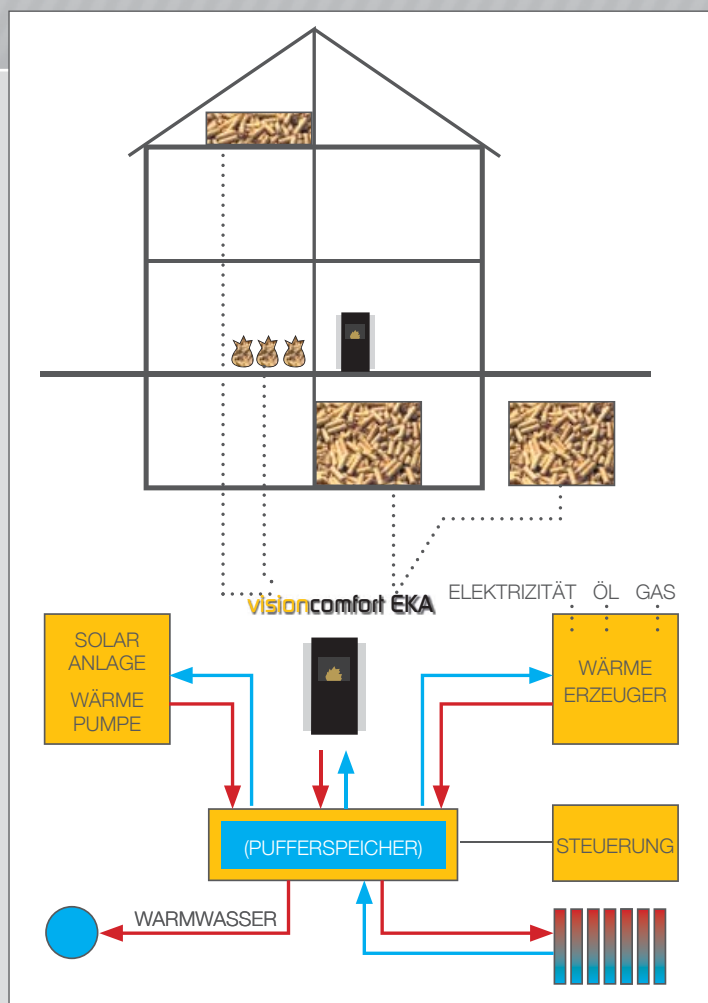 visioncomfort EKA
ELEKTRIZITÄT ÖL GAS
SOLAR
ANLAGE
WÄRME
PUMPE
WÄRME
ERZEUGER
(PUFFERSPEICHER)
STEUERUNG
WARMWASSER